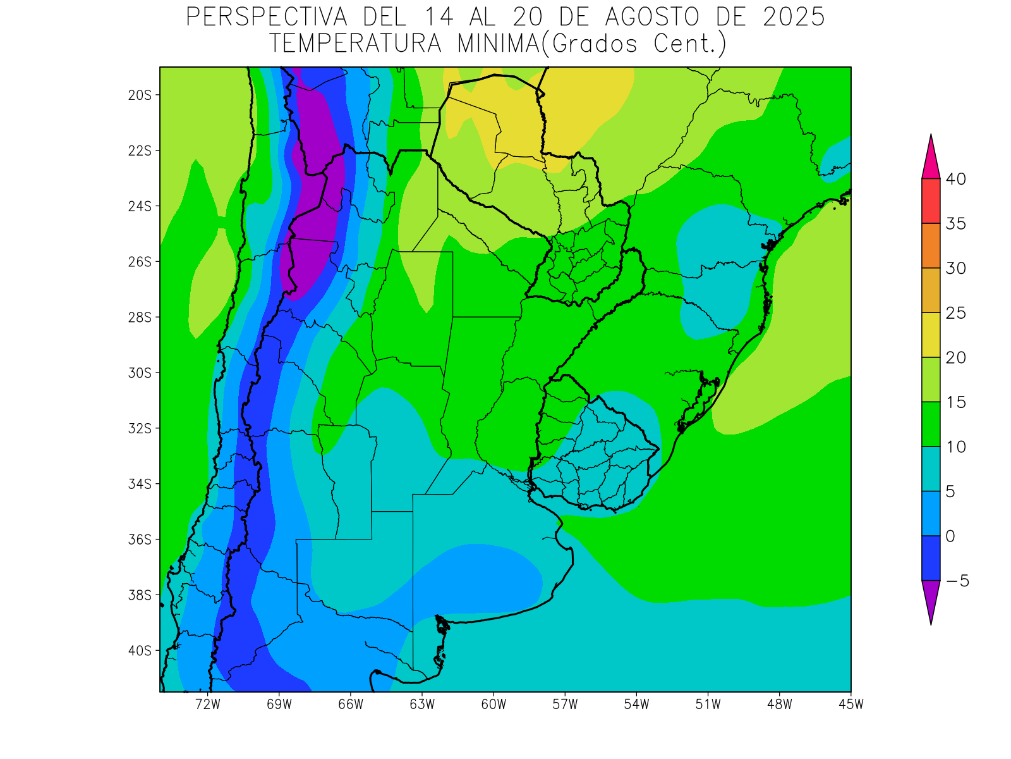 PERSPECTIVA DEL 14 AL 20 DE AGOSTO DE 2025
TEMPERATURA MINIMA(Grados Cent.)
20S
22S
24S
26S
28S
30S
32S
34S
36S
38S
40S
72W 69W 66W 63W 60W 57W 54W 51W 48W 45W
40
35
30
25
20
15
10
5
0
−5